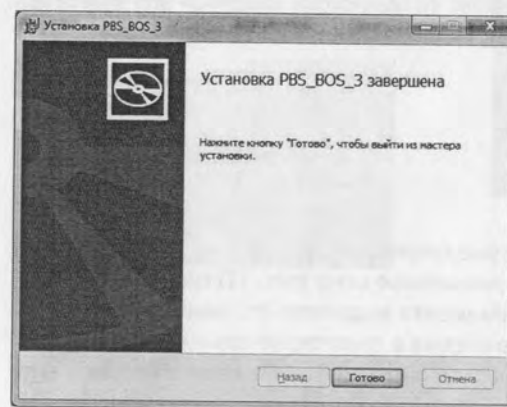 Установка PBS_BOS_3
Установка PBS_BOS_3 завершена
Нажмите кнопку "Готово", чтобы выйти из мастера
установки.
Назад
Готово
Отмена